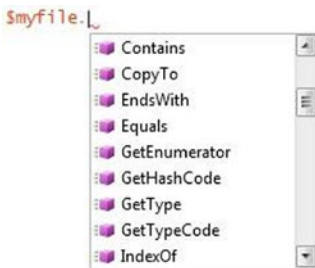 $myfile.
Contains
CopyTo
EndsWith
Equals
GetEnumerator
GetHashCode
GetType
GetTypeCode
IndexOf